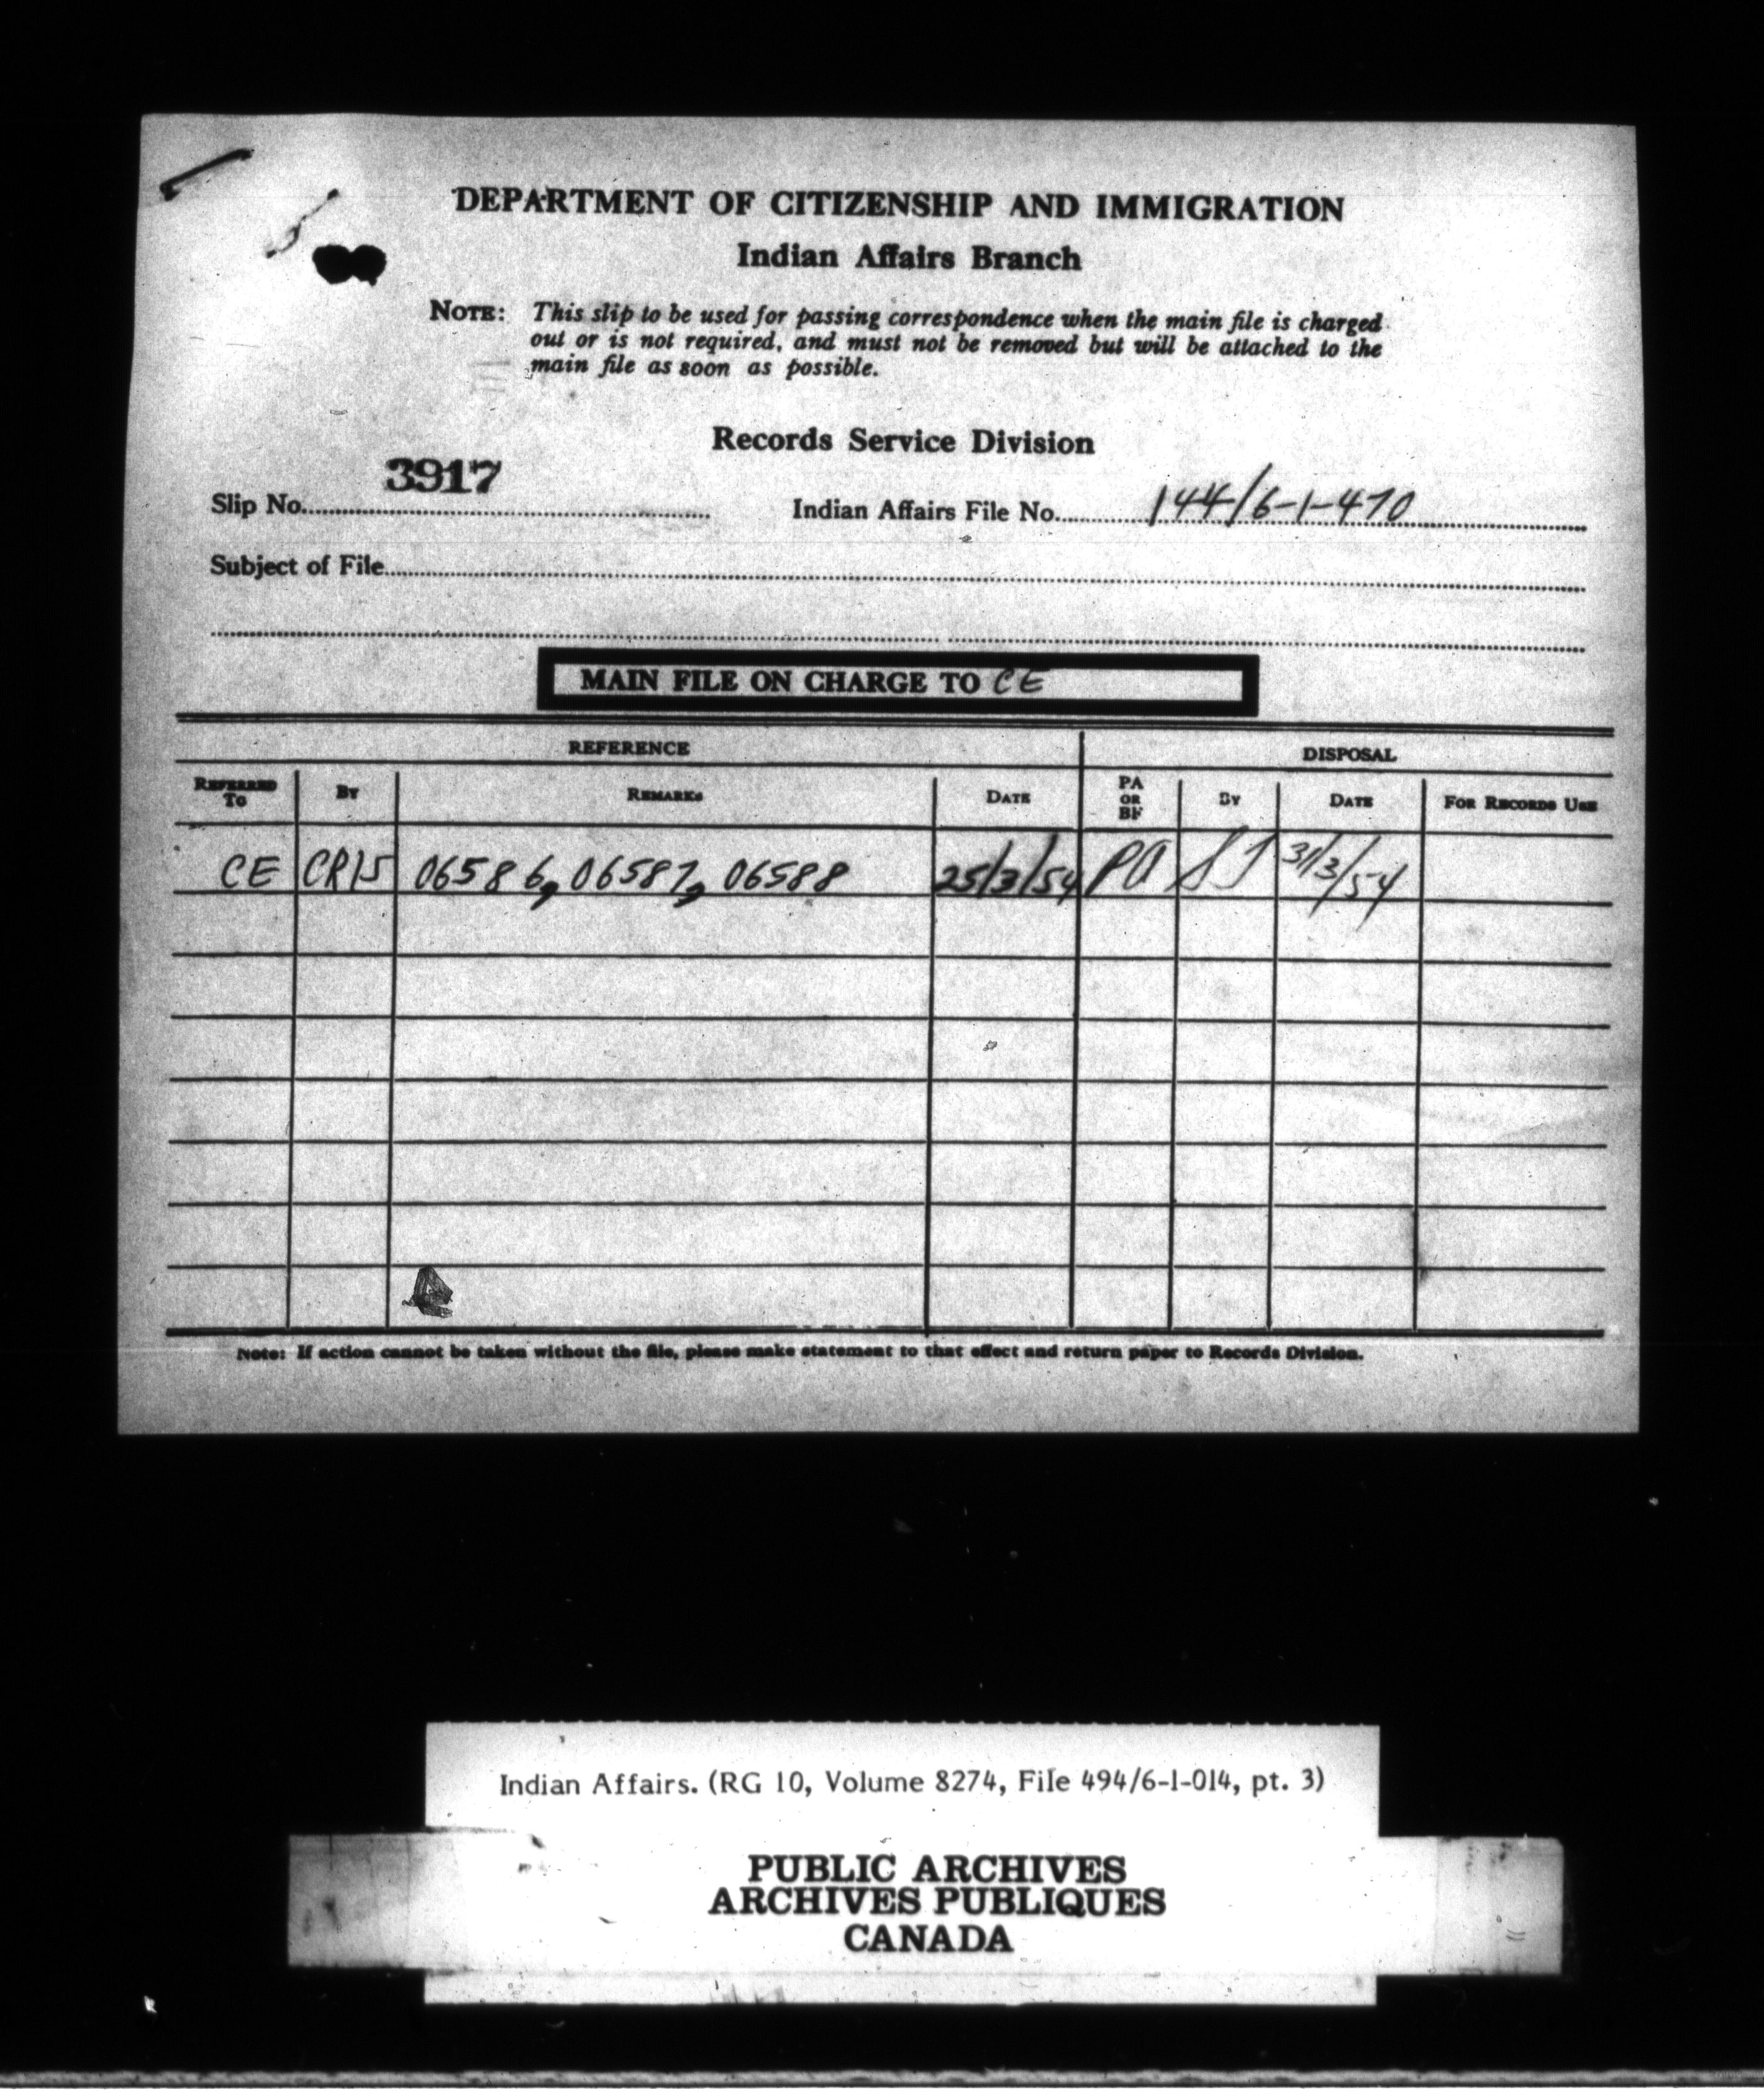 DEPARTMENT OF CITIZENSHIP AND IMMIGRATION
Indian Affairs Branch
NOTE: This slip to be used for passing correspondence when the main file is charged
out or is not required, and must not be removed but will be attached to the
main file as soon as possible.
Records Service Division
Slip No. 3917 Indian Affairs File No. 144/6-1-470
Subject of File
MAIN FILE ON CHARGE TO CE
REFERENCE DISPOSAL
REFERRED TO BY REMARKS DATE PA OR BF BY DATE FOR RECORDS USE
CE CR15 06586, 06587, 06588 25/3/54 PA 31/3/54
Note: If action cannot be taken without the file, please make statement to that effect and return paper to Records Division.
Indian Affairs. (RG 10, Volume 8274, File 494/6-1-014, pt. 3)
PUBLIC ARCHIVES
ARCHIVES PUBLIQUES
CANADA